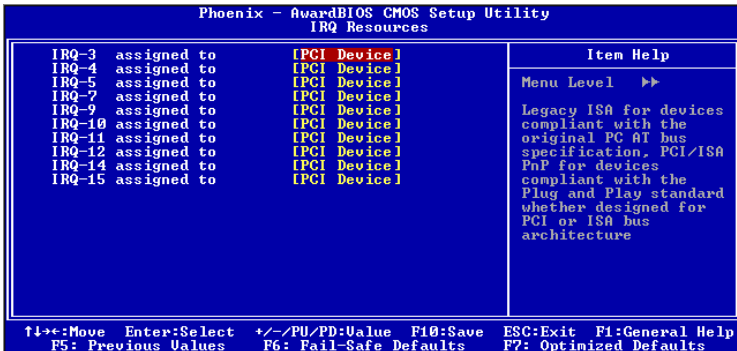 Phoenix - AwardBIOS CMOS Setup Utility
IRQ Resources
IRQ-3 assigned to [PCI Device]
IRQ-4 assigned to [PCI Device]
IRQ-5 assigned to [PCI Device]
IRQ-7 assigned to [PCI Device]
IRQ-9 assigned to [PCI Device]
IRQ-10 assigned to [PCI Device]
IRQ-11 assigned to [PCI Device]
IRQ-12 assigned to [PCI Device]
IRQ-14 assigned to [PCI Device]
IRQ-15 assigned to [PCI Device]
Item Help
Menu Level ►►
Legacy ISA for devices
compliant with the
original PC AT bus
specification, PCI/ISA
PnP for devices
compliant with the
Plug and Play standard
whether designed for
PCI or ISA bus
architecture
↑↓→←:Move Enter:Select +/-/PU/PD:Value F10:Save ESC:Exit F1:General Help
F5: Previous Values F6: Fail-Safe Defaults F7: Optimized Defaults